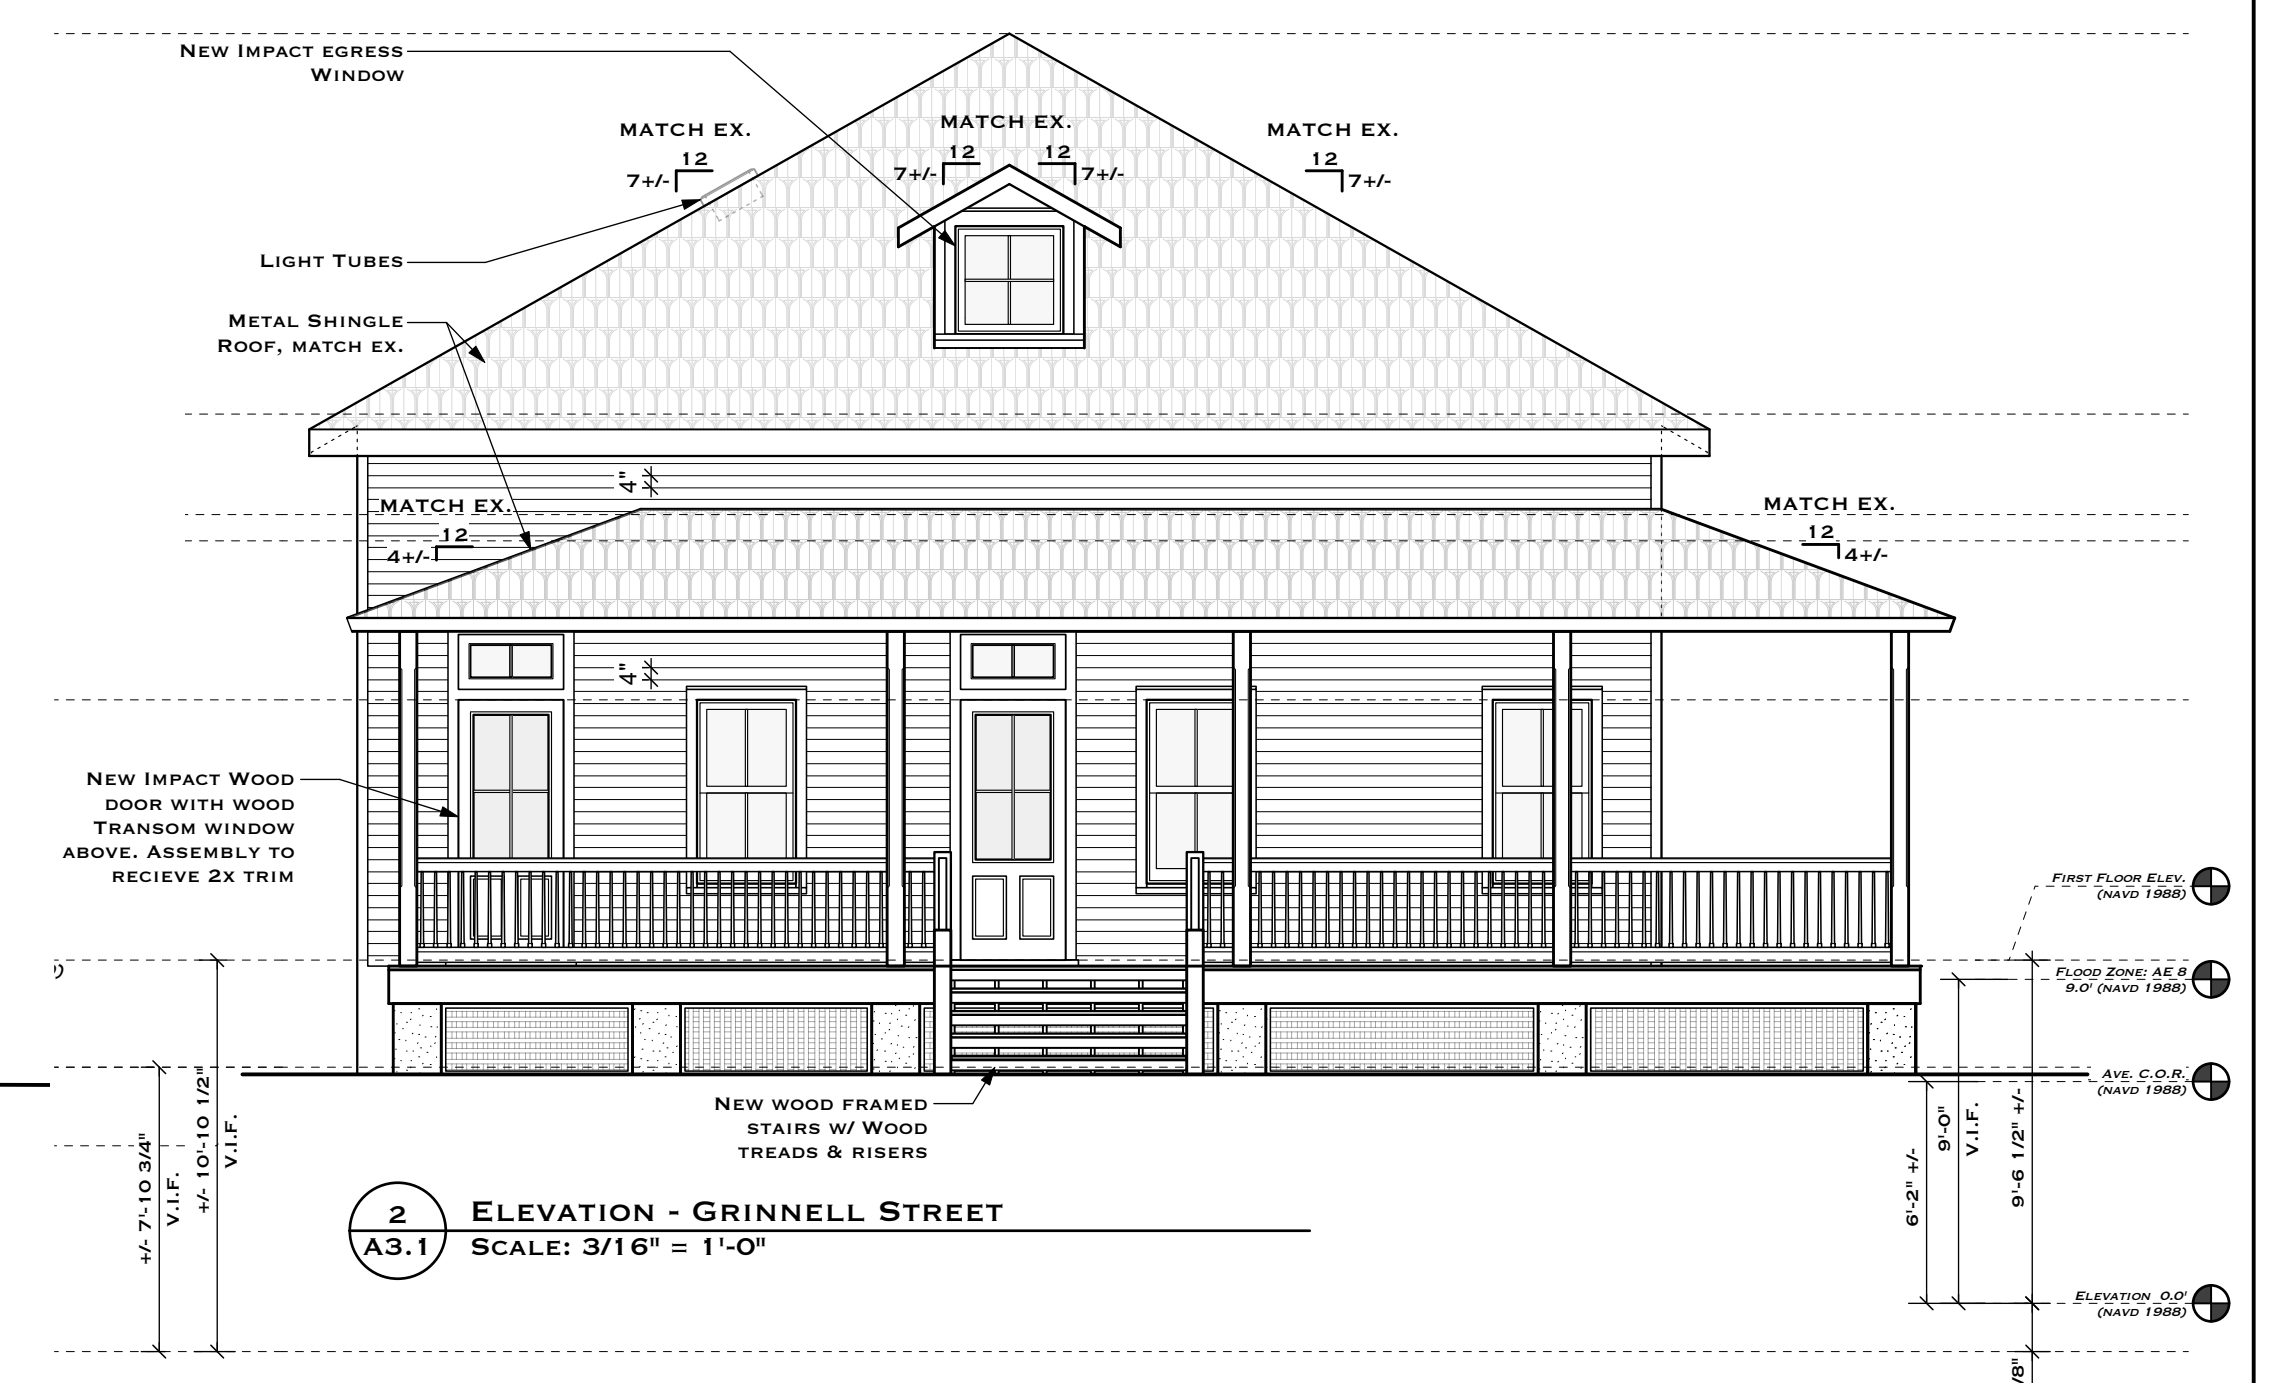 New Impact egress
Window
MATCH EX.
12
7+/-
MATCH EX.
12
7+/-
12
7+/-
MATCH EX.
12
7+/-
Light Tubes
Metal Shingle
Roof, match ex.
4"
MATCH EX.
12
4+/-
MATCH EX.
12
4+/-
4"
New Impact Wood
door with wood
Transom window
above. Assembly to
recieve 2x trim
First Floor Elev.
(NAVD 1988)
Flood Zone: AE 8
9.0' (NAVD 1988)
Ave. C.O.R.
(NAVD 1988)
New wood framed
stairs w/ Wood
treads & risers
+/- 7'-10 3/4"
V.I.F.
+/- 10'-10 1/2"
V.I.F.
6'-2" +/-
9'-0"
V.I.F.
9'-6 1/2" +/-
Elevation 0.0'
(NAVD 1988)
2
A3.1
Elevation - Grinnell Street
Scale: 3/16" = 1'-0"
/8"